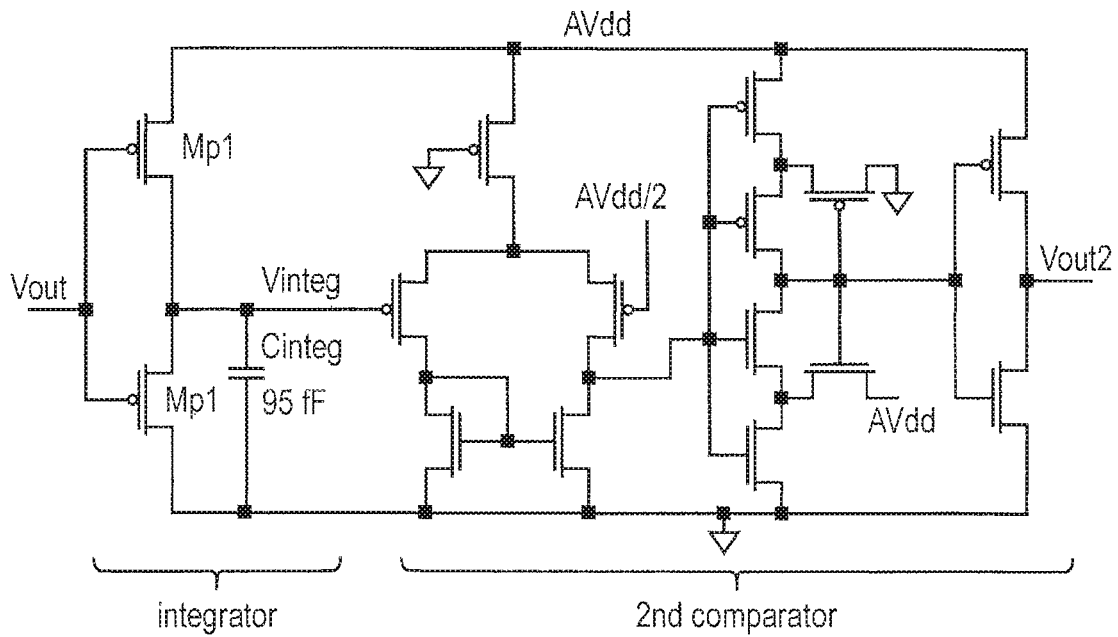 AVdd
Mp1
AVdd/2
Vout
Vinteg
Vout2
Cinteg
Mp1
95 fF
AVdd
integrator
2nd comparator